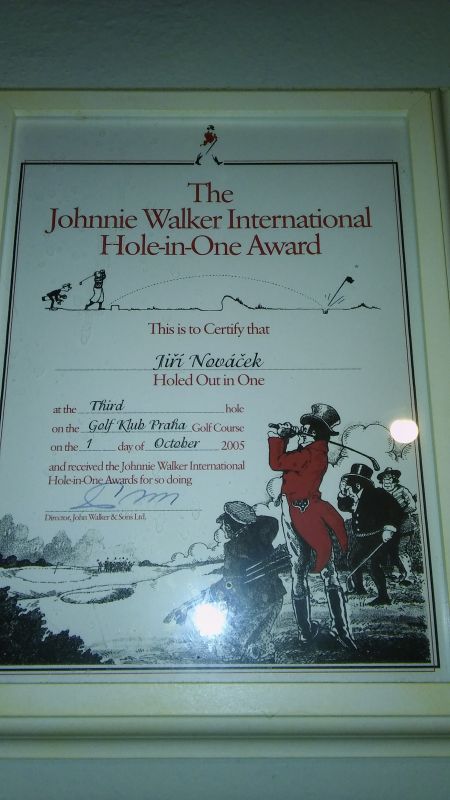 The
Johnnie Walker International
Hole-in-One Award
This is to Certify that
Jiří Nováček
Holed Out in One
at the Third hole
on the Golf Klub Praha Golf Course
on the 1 day of October 2005
and received the Johnnie Walker International
Hole-in-One Awards for so doing
Director, John Walker & Sons Ltd.